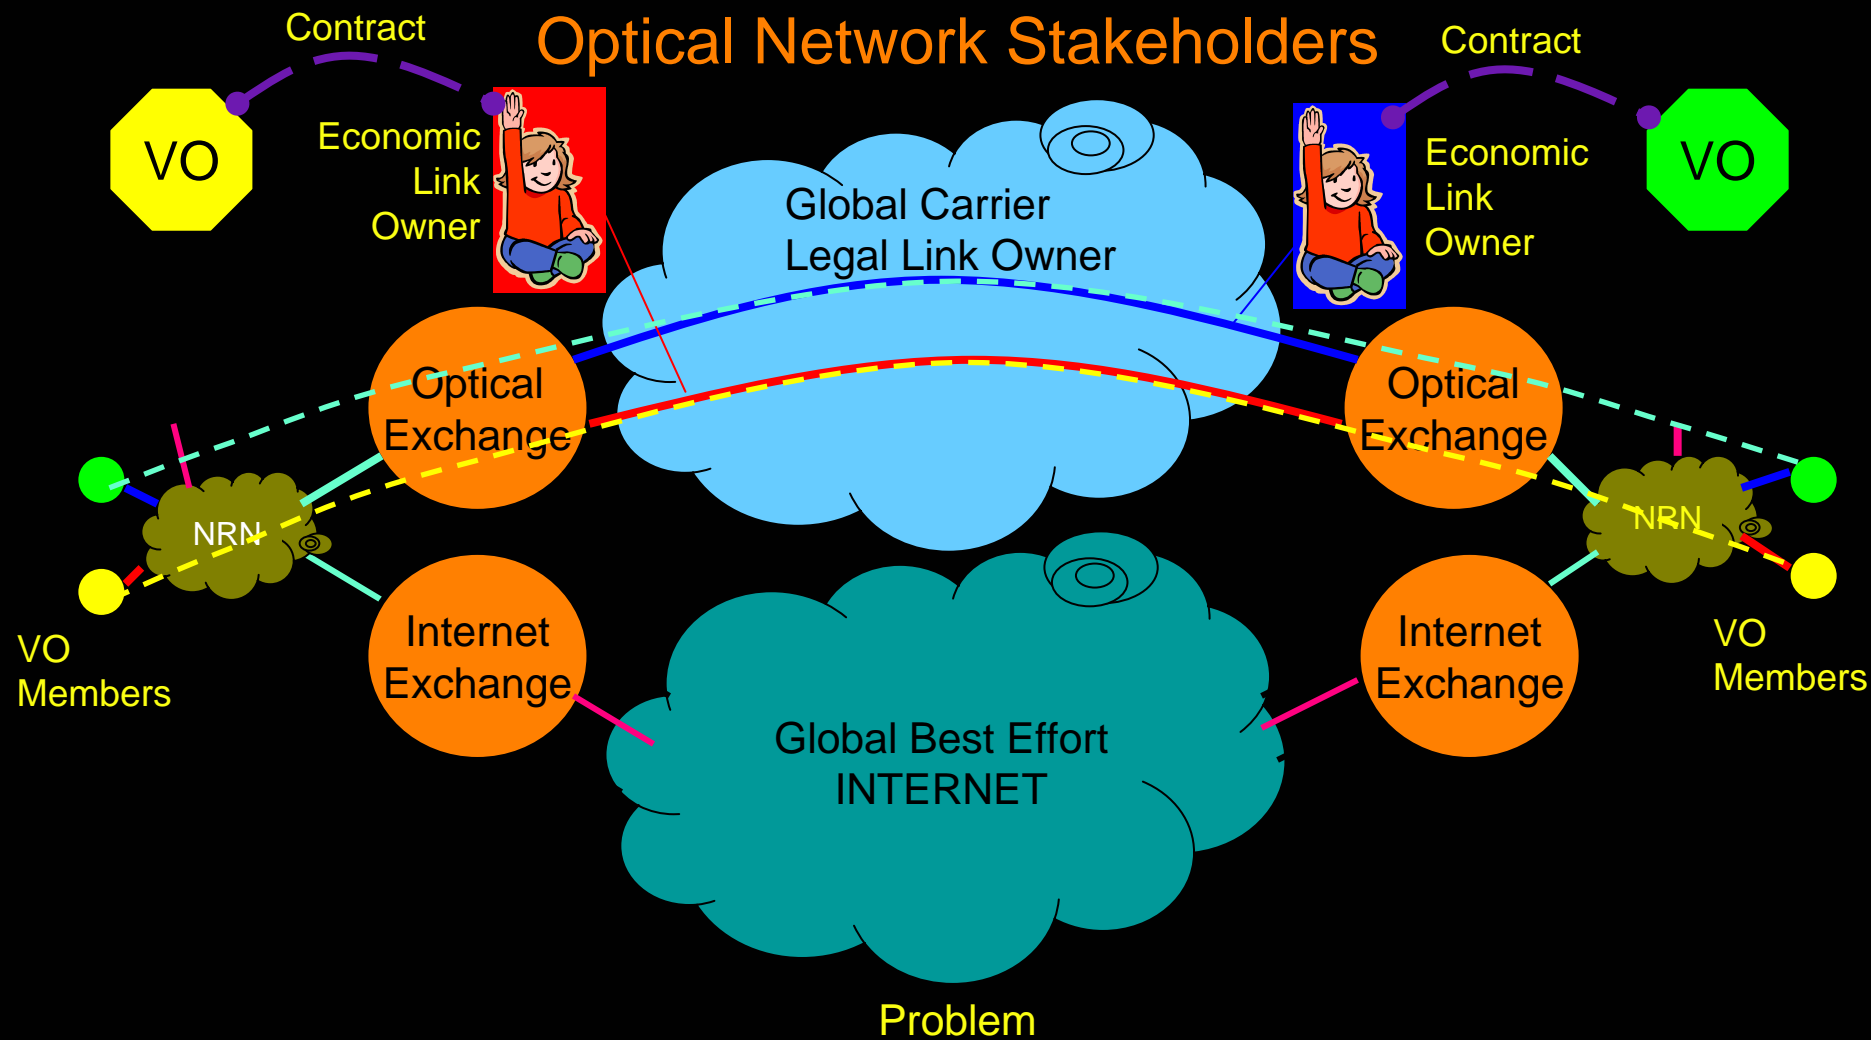 Optical Network Stakeholders
Contract
Contract
VO
Economic
Link
Owner
Global Carrier
Legal Link Owner
Economic
Link
Owner
VO
Optical
Exchange
Optical
Exchange
NRN
NRN
VO
Members
Internet
Exchange
Internet
Exchange
VO
Members
Global Best Effort
INTERNET
Problem